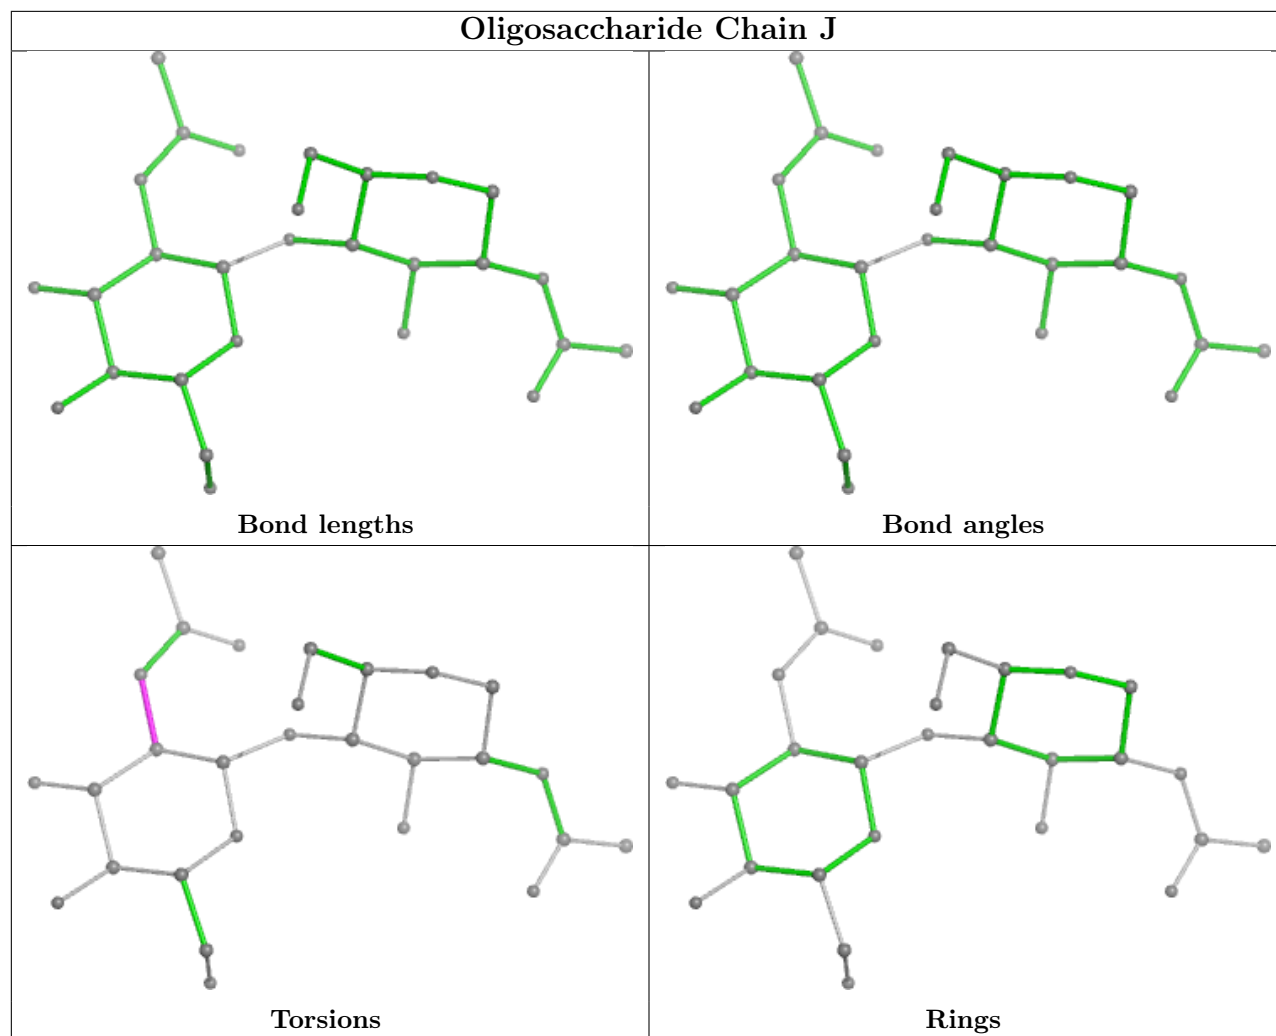 Oligosaccharide Chain J
Bond lengths
Bond angles
Torsions
Rings